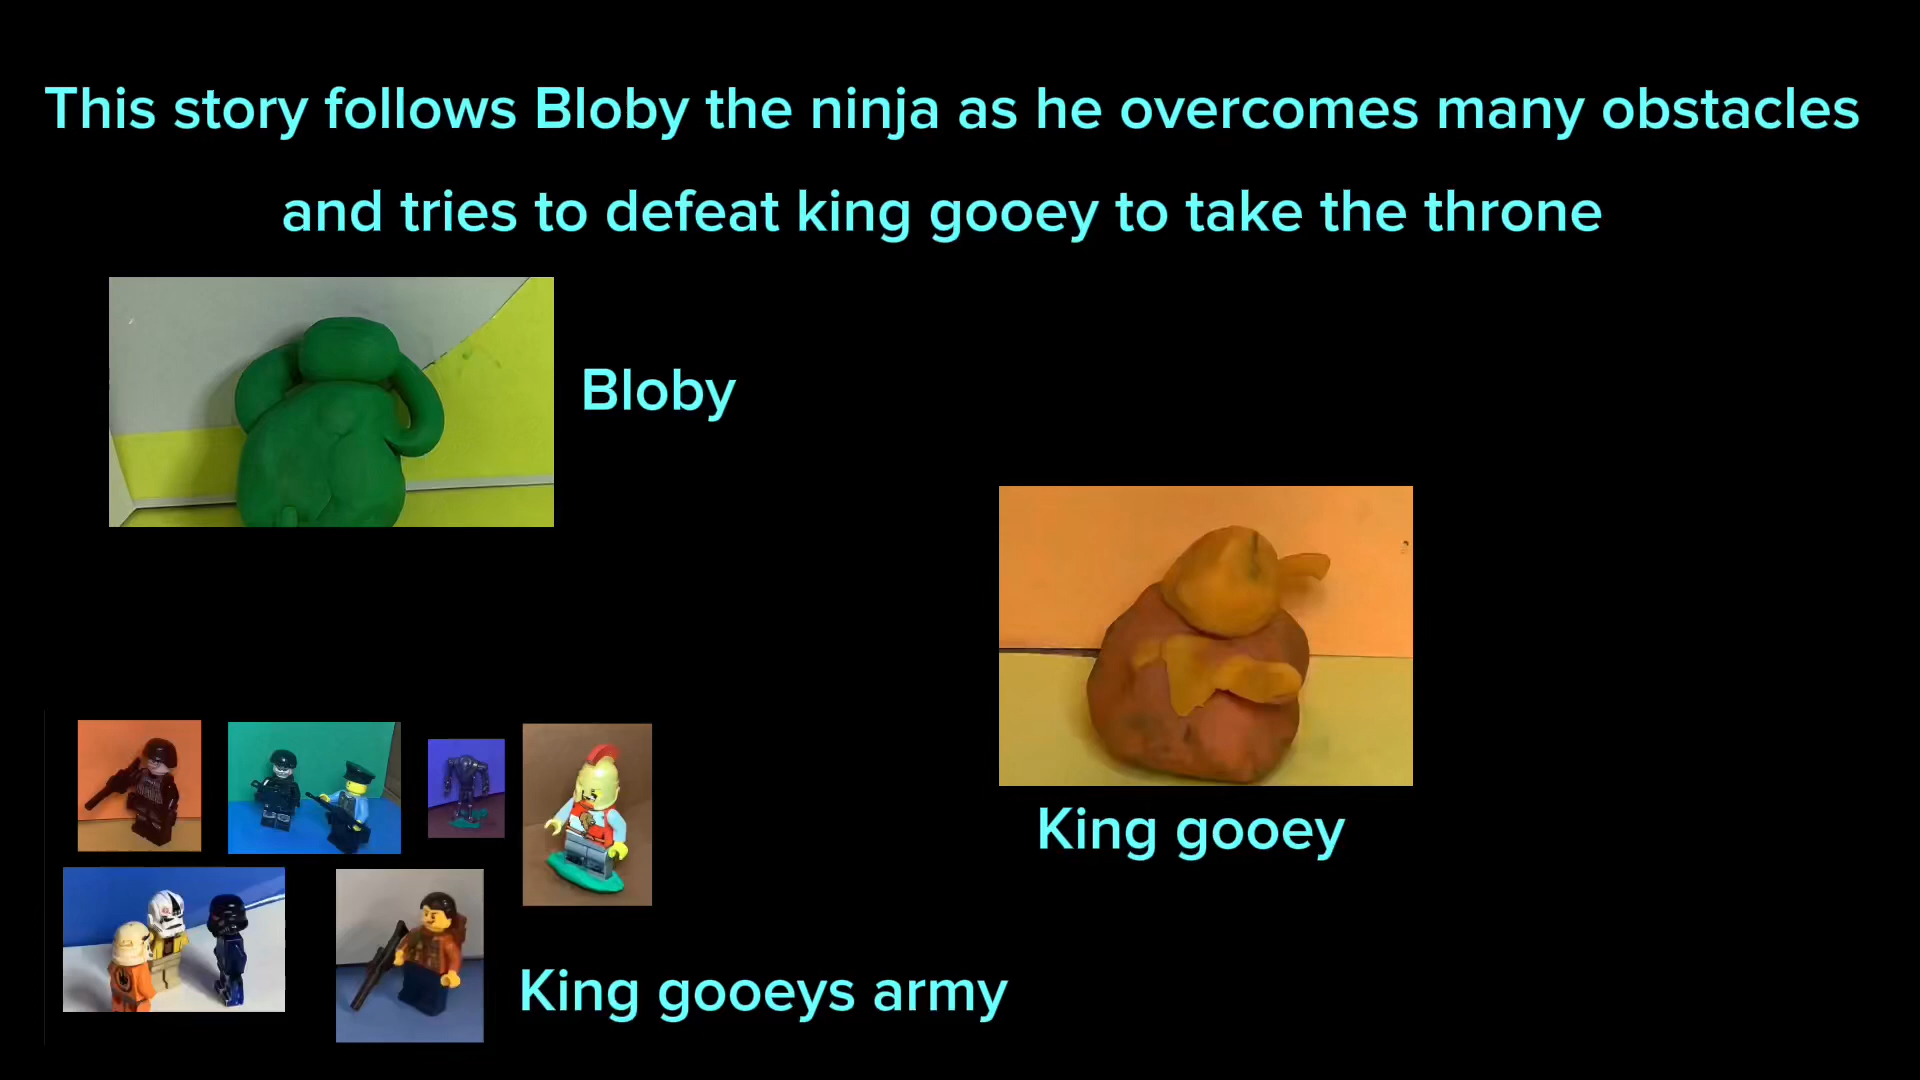 This story follows Bloby the ninja as he overcomes many obstacles
and tries to defeat king gooey to take the throne
Bloby
King gooey
King gooeys army